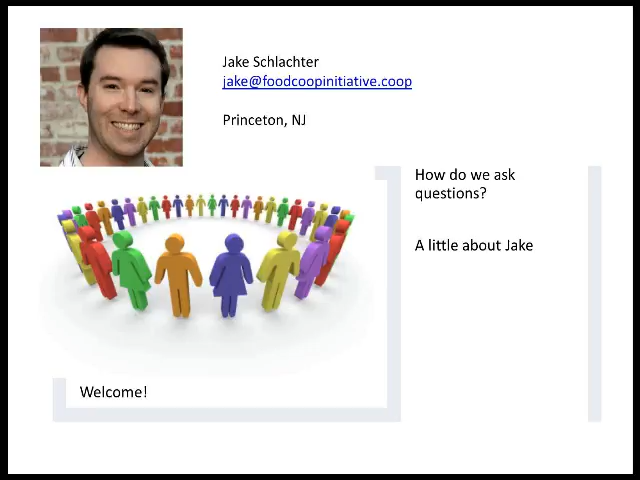 Jake Schlachter
jake@foodcoopinitiative.coop
Princeton, NJ
How do we ask
questions?
A little about Jake
Welcome!